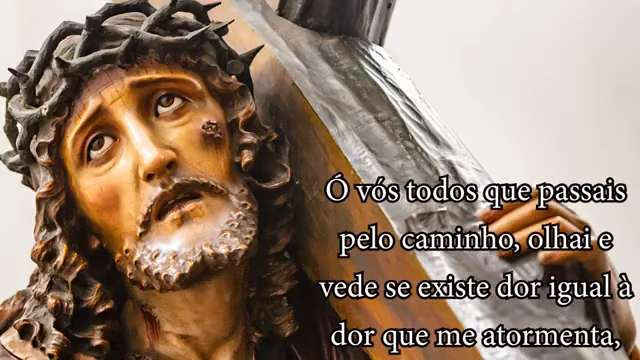 Ó vós todos que passais
pelo caminho, olhai e
vede se existe dor igual à
dor que me atormenta,